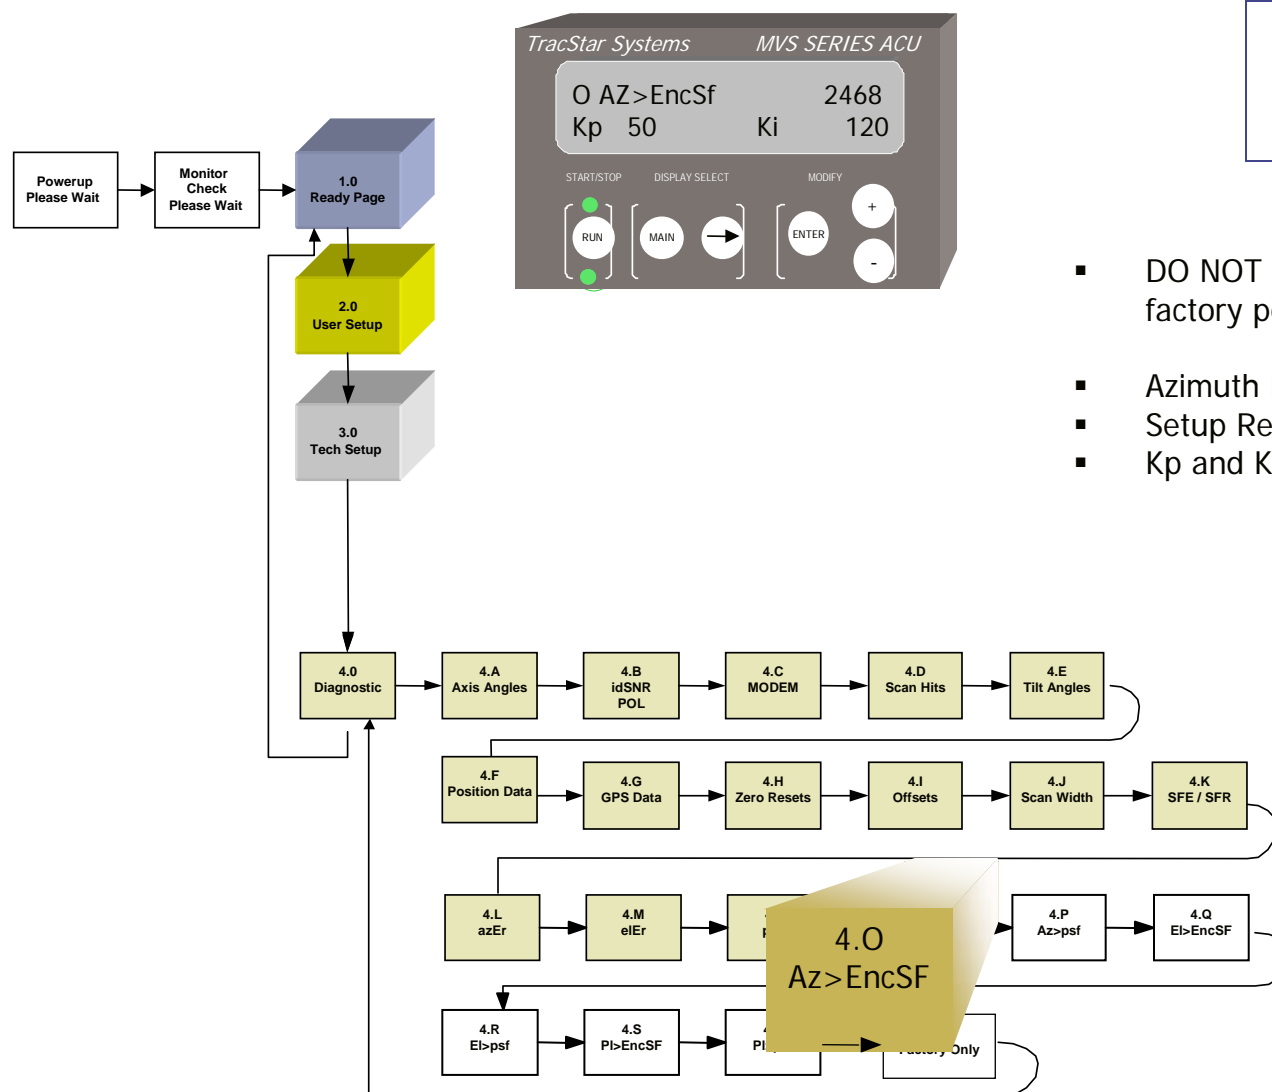 TracStar Systems MVS SERIES ACU
O AZ>EncSf 2468
Kp 50 Ki 120
START/STOP DISPLAY SELECT MODIFY
RUN MAIN ENTER + -
Powerup
Please Wait
Monitor
Check
Please Wait
1.0
Ready Page
2.0
User Setup
3.0
Tech Setup
DO NOT
factory
Azimuth
Setup
Kp and
4.0
Diagnostic
4.A
Axis Angles
4.B
idSNR
POL
4.C
MODEM
4.D
Scan Hits
4.E
Tilt Angles
4.F
Position Data
4.G
GPS Data
4.H
Zero Resets
4.I
Offsets
4.J
Scan Width
4.K
SFE / SFR
4.L
azEr
4.M
elEr
4.O
Az>EncSF
4.P
Az>psf
4.Q
El>EncSF
4.R
El>psf
4.S
Pl>EncSF
Factory Only